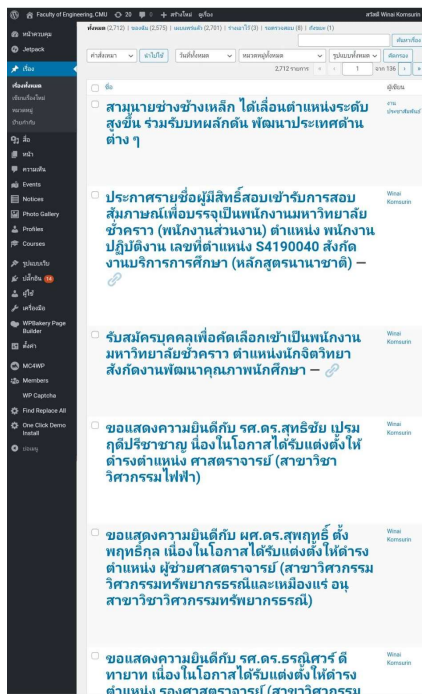 Faculty of Engineering, CMU 20 0 + สร้างใหม่ ดูเรื่อง
สวัสดี Winai Komsurin
หน้าควบคุม
Jetpack
เรื่อง
เรื่องทั้งหมด
เขียนเรื่องใหม่
หมวดหมู่
ป้ายกำกับ
สื่อ
หน้า
ความเห็น
Events
Notices
Photo Gallery
Profiles
Courses
รูปแบบเว็บ
ปลั๊กอิน 14
ผู้ใช้
เครื่องมือ
WPBakery Page
Builder
ตั้งค่า
MC4WP
Members
WP Captcha
Find Replace All
One Click Demo
Install
ย่อเมนู
ทั้งหมด (2,712) | ของฉัน (2,575) | เผยแพร่แล้ว (2,701) | ร่างเอาไว้ (3) | รอตรวจสอบ (8) | ถังขยะ (1)
ค้นหาเรื่อง
คำสั่งเหมา นำไปใช้ วันที่ทั้งหมด หมวดหมู่ทั้งหมด รูปแบบทั้งหมด คัดกรอง
2,712 รายการ « ‹ 1 จาก 136 › »
ชื่อ
ผู้เขียน
สามนายช่างช้างเหล็ก ได้เลื่อนตำแหน่งระดับ
สูงขึ้น ร่วมรับบทผลักดัน พัฒนาประเทศด้าน
ต่าง ๆ
งาน
ประชาสัมพันธ์
ประกาศรายชื่อผู้มีสิทธิ์สอบเข้ารับการสอบ
สัมภาษณ์เพื่อบรรจุเป็นพนักงานมหาวิทยาลัย
ชั่วคราว (พนักงานส่วนงาน) ตำแหน่ง พนักงาน
ปฏิบัติงาน เลขที่ตำแหน่ง S4190040 สังกัด
งานบริการการศึกษา (หลักสูตรนานาชาติ) —
Winai
Komsurin
รับสมัครบุคคลเพื่อคัดเลือกเข้าเป็นพนักงาน
มหาวิทยาลัยชั่วคราว ตำแหน่งนักจิตวิทยา
สังกัดงานพัฒนาคุณภาพนักศึกษา —
Winai
Komsurin
ขอแสดงความยินดีกับ รศ.ดร.สุทธิชัย เปรม
ฤดีปรีชาชาญ เนื่องในโอกาสได้รับแต่งตั้งให้
ดำรงตำแหน่ง ศาสตราจารย์ (สาขาวิชา
วิศวกรรมไฟฟ้า)
Winai
Komsurin
ขอแสดงความยินดีกับ ผศ.ดร.สุพฤทธิ์ ตั้ง
พฤทธิ์กุล เนื่องในโอกาสได้รับแต่งตั้งให้ดำรง
ตำแหน่ง ผู้ช่วยศาสตราจารย์ (สาขาวิศวกรรม
วิศวกรรมทรัพยากรธรณีและเหมืองแร่ อนุ
สาขาวิชาวิศวกรรมทรัพยากรธรณี)
Winai
Komsurin
ขอแสดงความยินดีกับ รศ.ดร.ธรณิศวร์ ดี
ทายาท เนื่องในโอกาสได้รับแต่งตั้งให้ดำรง
ตำแหน่ง รองศาสตราจารย์ (สาขาวิศวกรรม
Winai
Komsurin